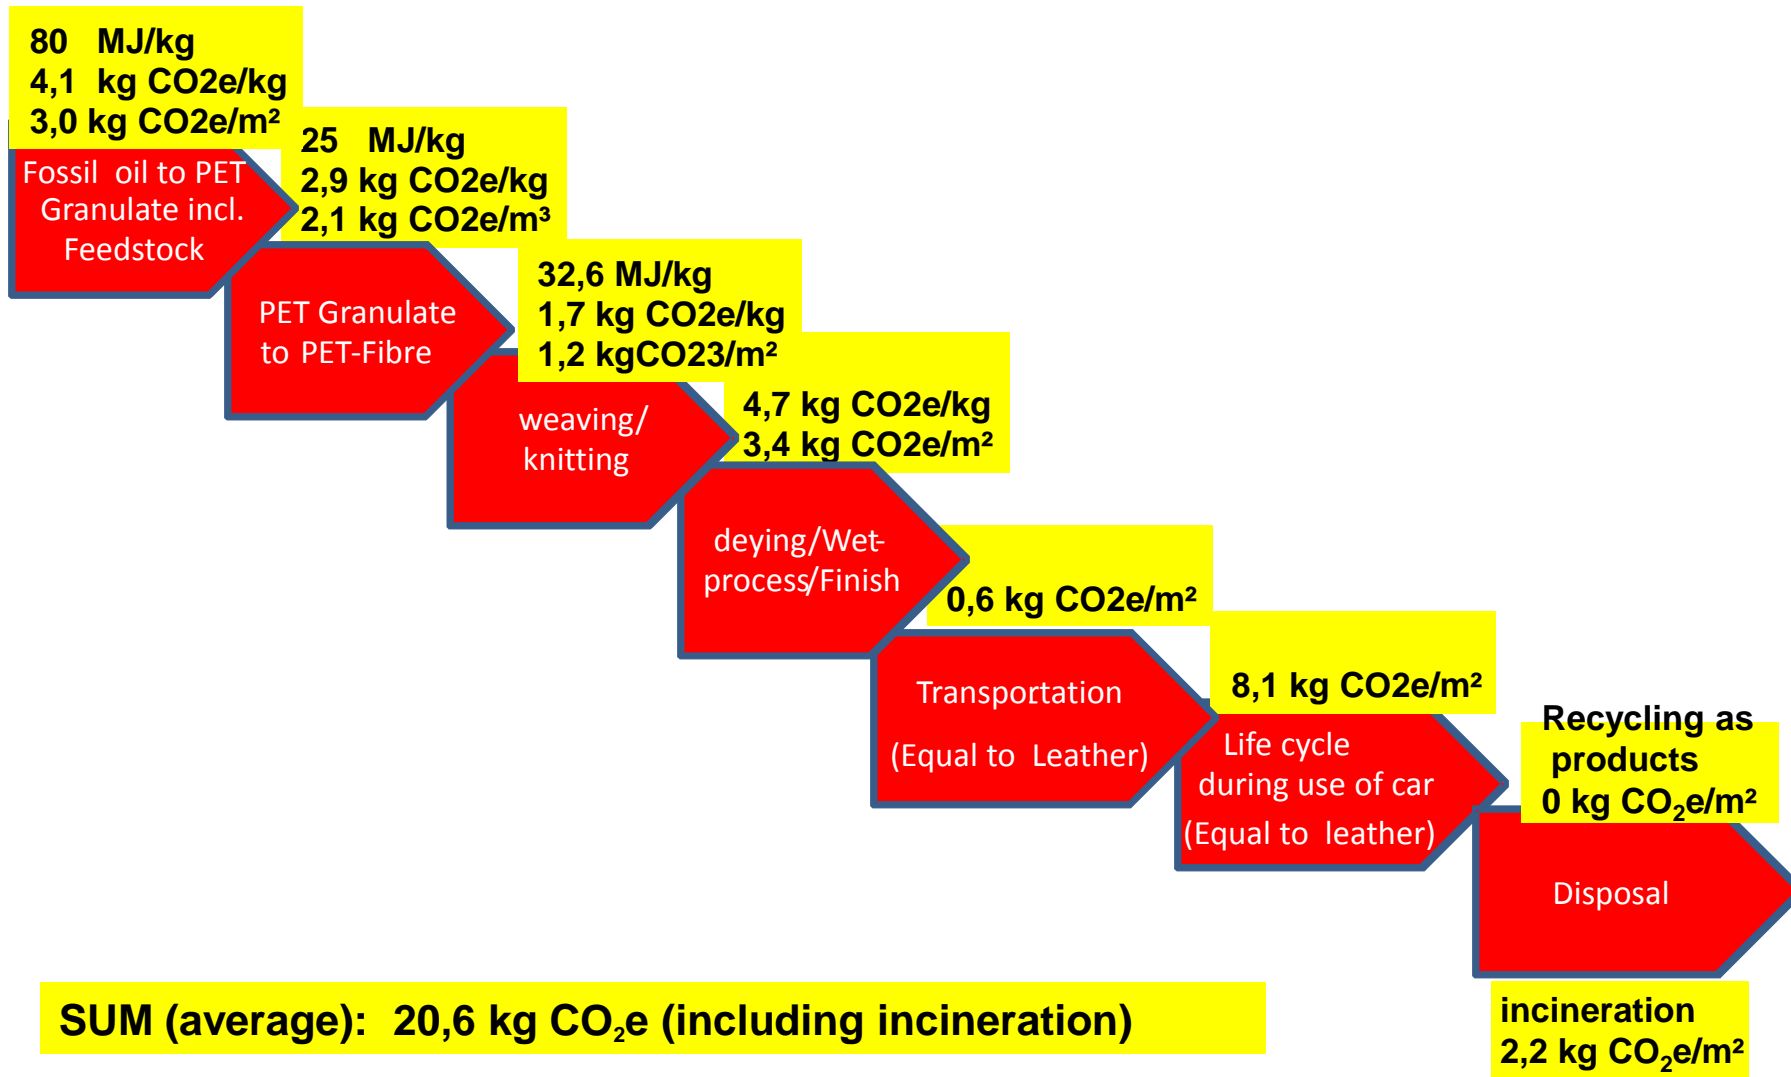 80 MJ/kg
4,1 kg CO2e/kg
3,0 kg CO2e/m²
Fossil oil to PET
Granulate incl.
Feedstock
25 MJ/kg
2,9 kg CO2e/kg
2,1 kg CO2e/m³
PET Granulate
to PET-Fibre
32,6 MJ/kg
1,7 kg CO2e/kg
1,2 kgCO23/m²
weaving/
knitting
4,7 kg CO2e/kg
3,4 kg CO2e/m²
deying/Wet-
process/Finish
0,6 kg CO2e/m²
Transportation
(Equal to Leather)
8,1 kg CO2e/m²
Life cycle
during use of car
(Equal to leather)
Recycling as
products
0 kg CO₂e/m²
Disposal
incineration
2,2 kg CO₂e/m²
SUM (average): 20,6 kg CO₂e (including incineration)